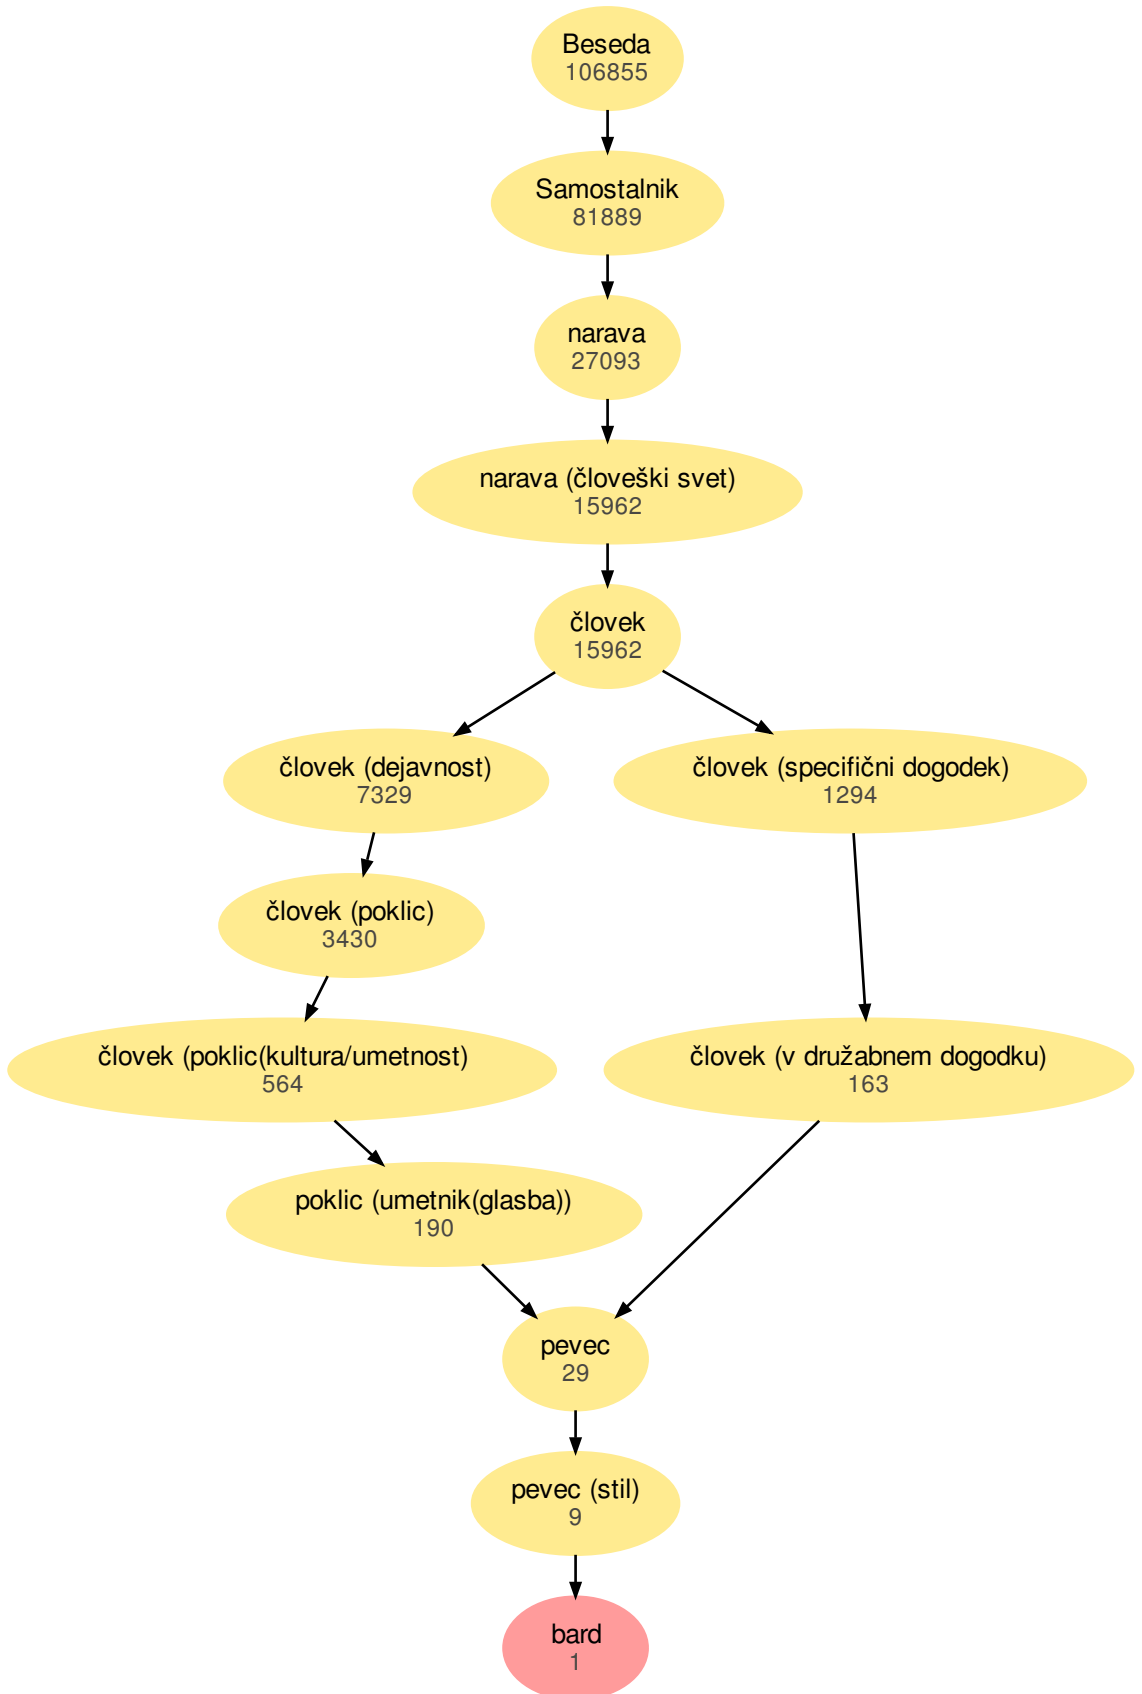 Beseda
106855
Samostalnik
81889
narava
27093
narava (človeški svet)
15962
človek
15962
človek (dejavnost)
7329
človek (specifični dogodek)
1294
človek (poklic)
3430
človek (poklic(kultura/umetnost)
564
človek (v družabnem dogodku)
163
poklic (umetnik(glasba))
190
pevec
29
pevec (stil)
9
bard
1